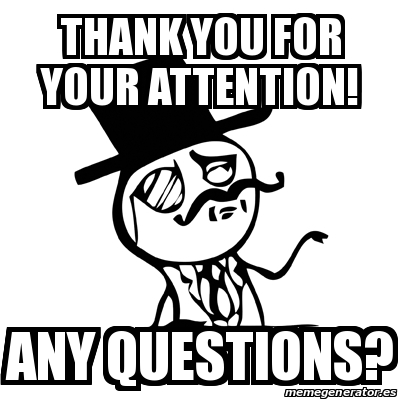 THANK YOU FOR
YOUR ATTENTION!
ANY QUESTIONS?
memegenerator.es